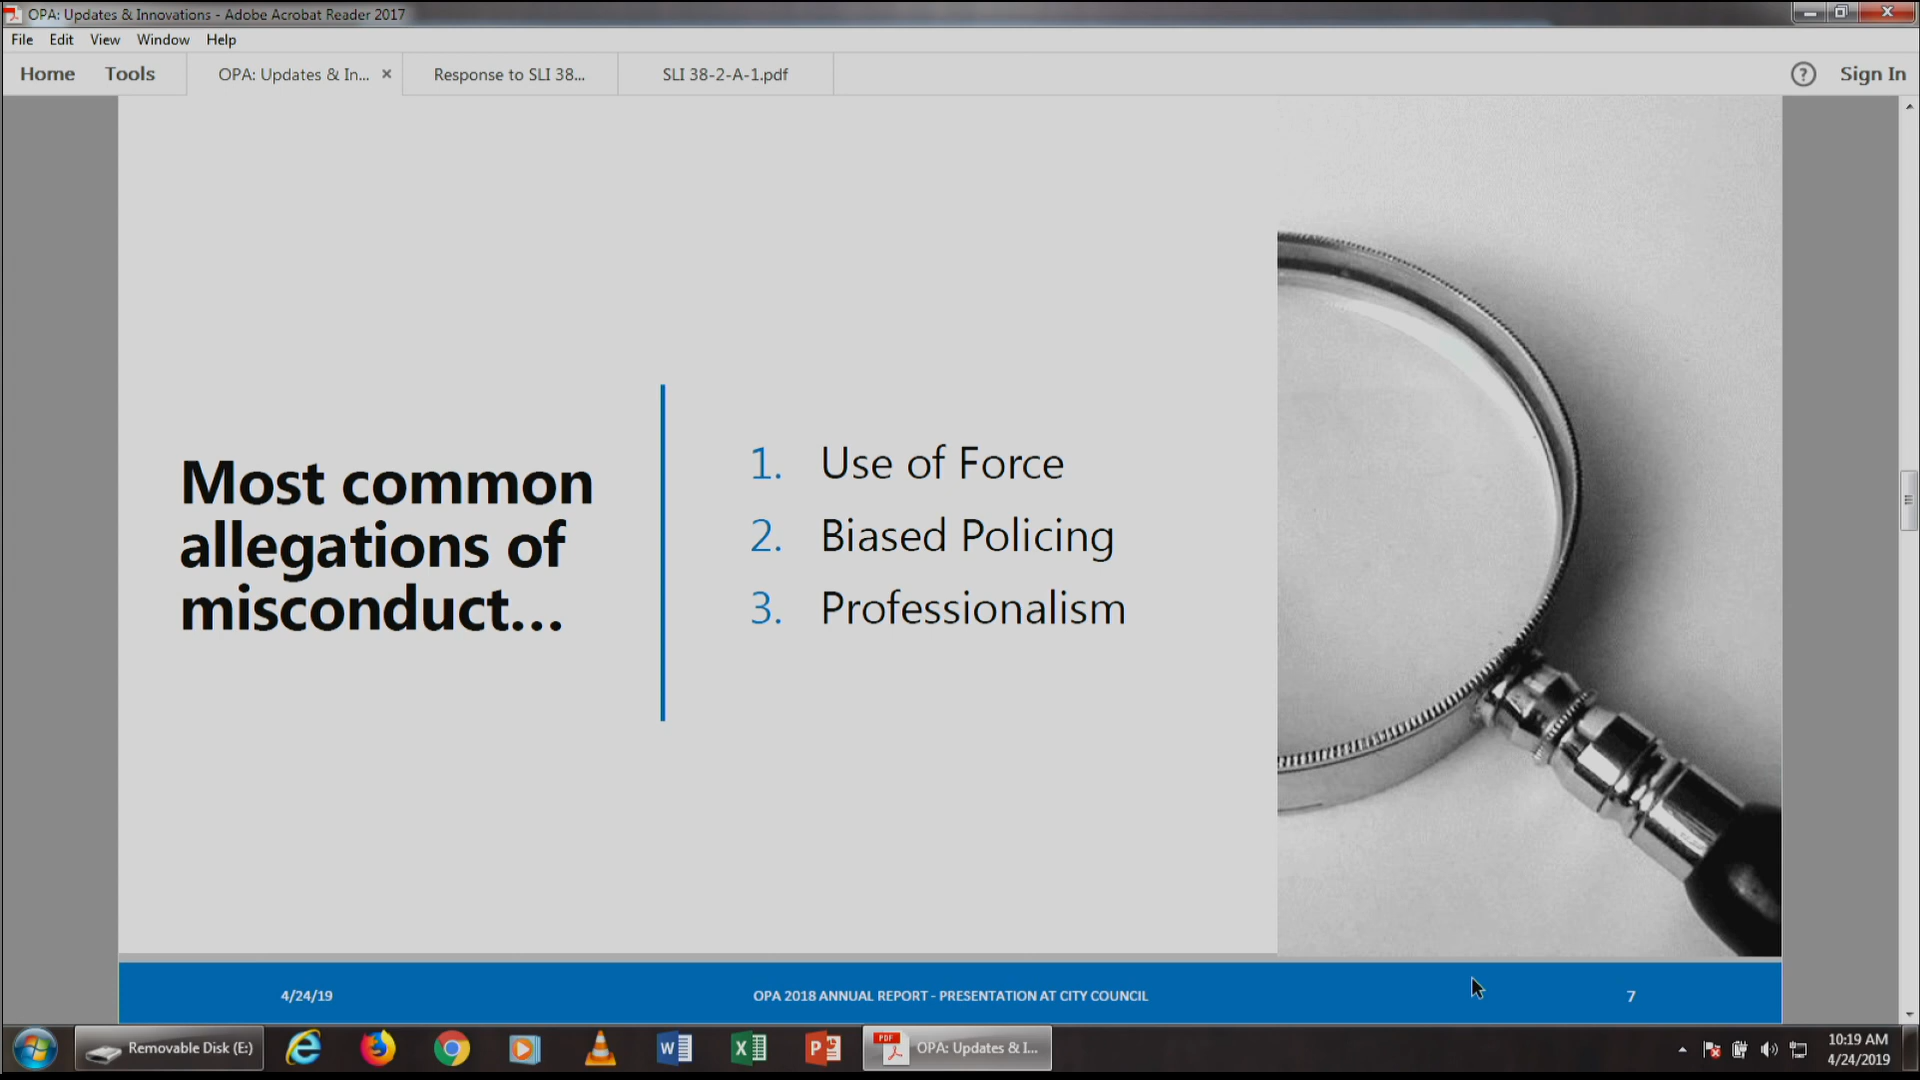 OPA: Updates & Innovations - Adobe Acrobat Reader 2017
File Edit View Window Help
Home Tools OPA: Updates & In... Response to SLI 38... SLI 38-2-A-1.pdf Sign In
Most common
allegations of
misconduct...
1. Use of Force
2. Biased Policing
3. Professionalism
4/24/19 OPA 2018 ANNUAL REPORT - PRESENTATION AT CITY COUNCIL 7
Removable Disk (E:) OPA: Updates & I...
10:19 AM
4/24/2019